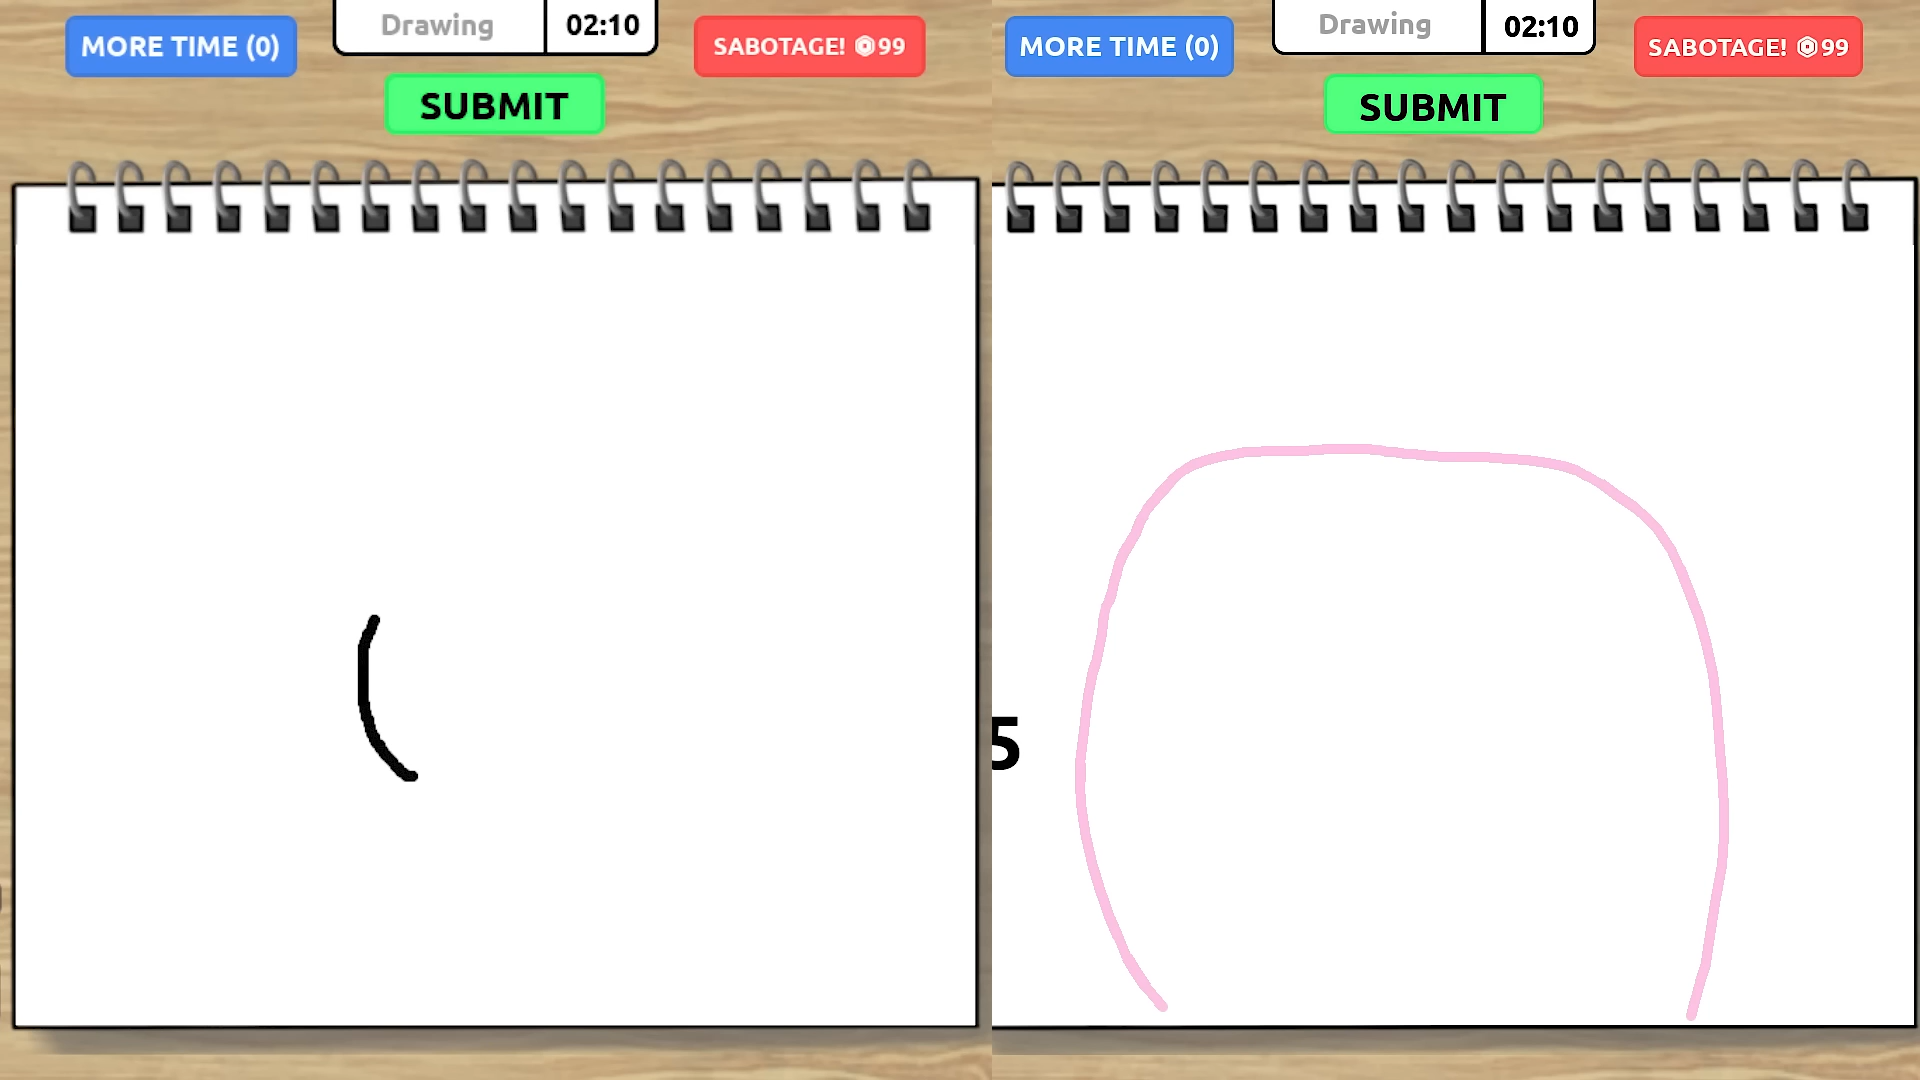 MORE TIME (0)
Drawing
02:10
SABOTAGE! 99
SUBMIT
MORE TIME (0)
Drawing
02:10
SABOTAGE! 99
SUBMIT
5